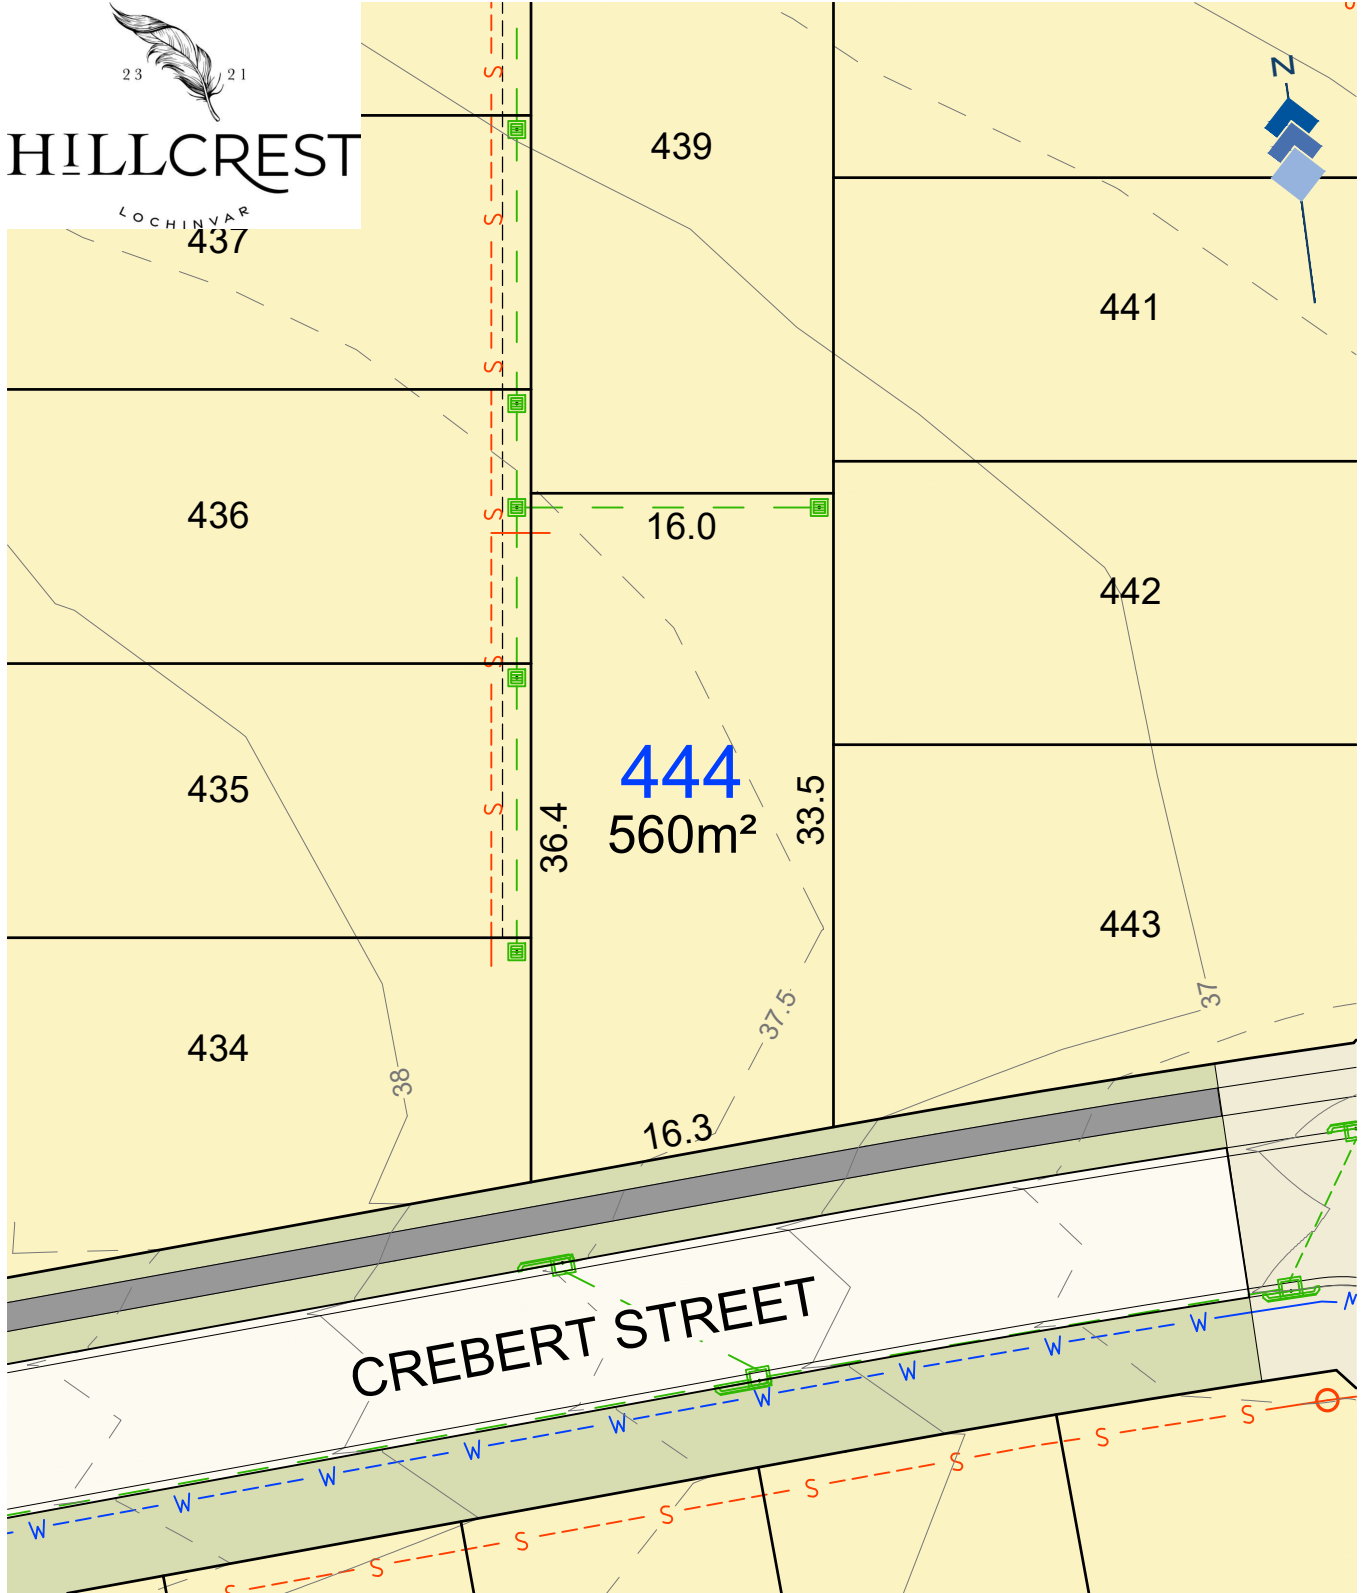 23 21
HILLCREST
LOCHINVAR
N
437
439
441
S
S
S
436
16.0
442
S
S
435
444
560m²
36.4
33.5
S
443
434
38
37.5
37
16.3
CREBERT STREET
W W W W W W W W W
S S S S S S S S